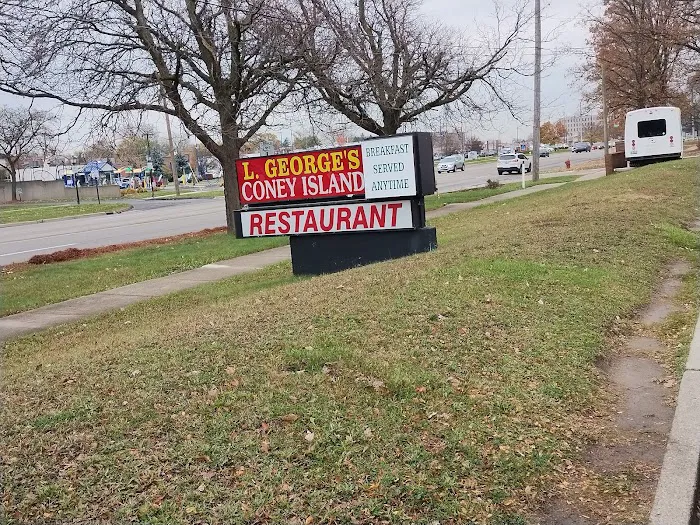 L. GEORGE'S
CONEY ISLAND
BREAKFAST
SERVED
ANYTIME
RESTAURANT